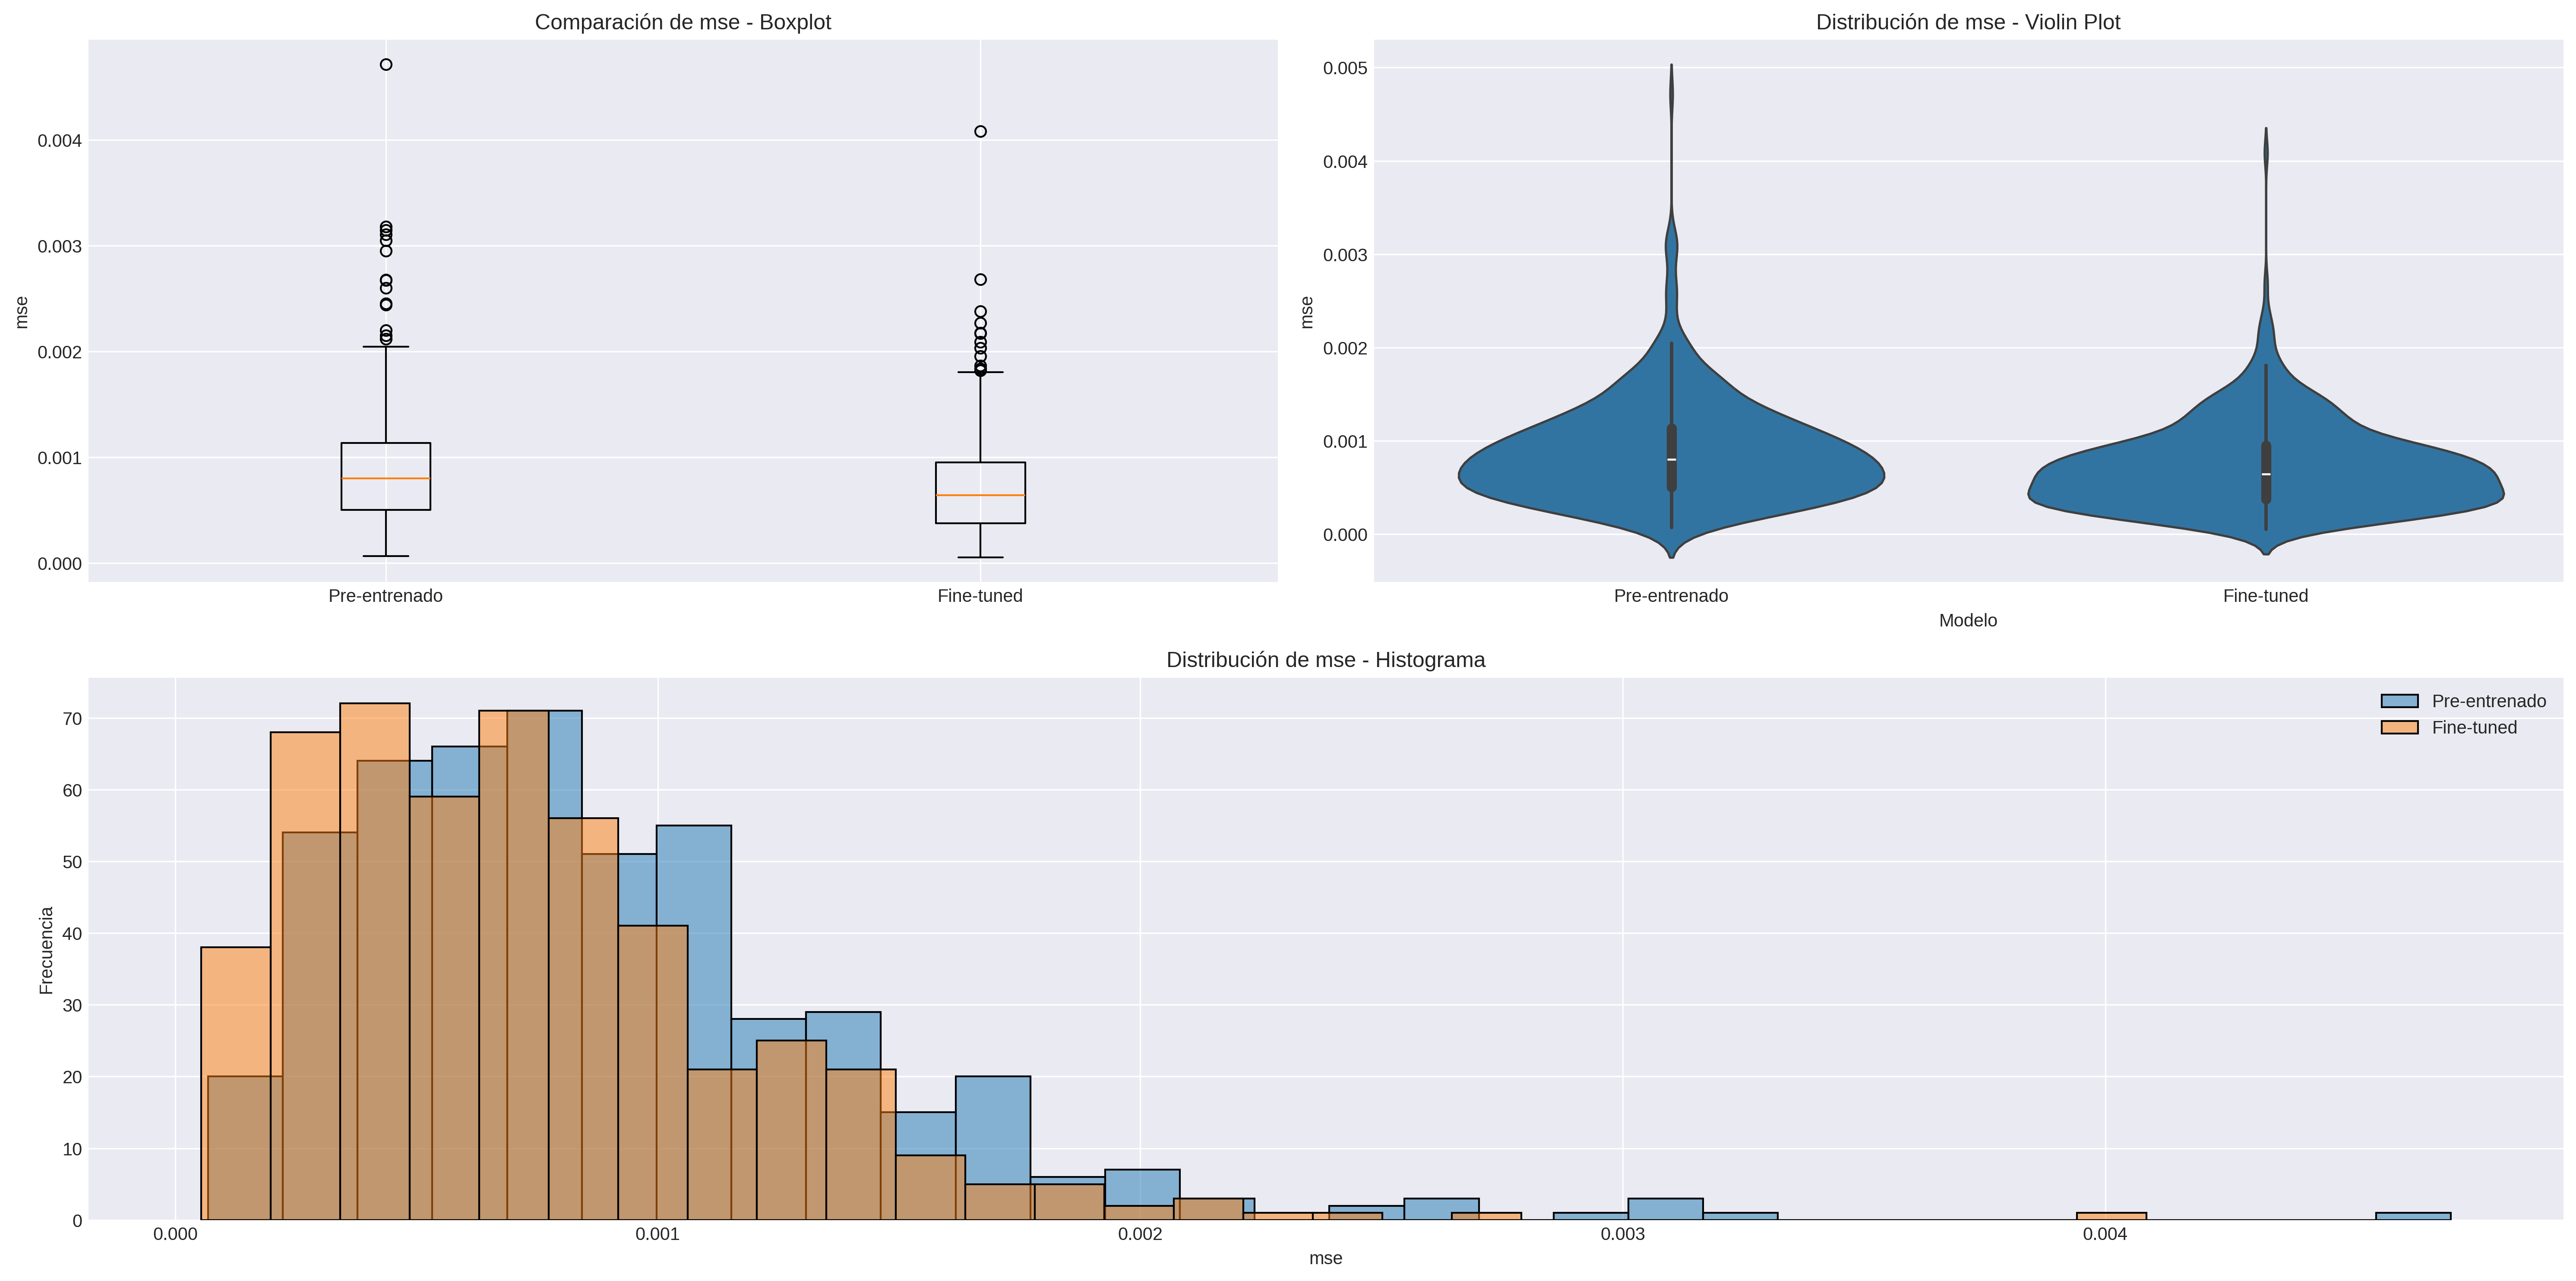 Comparación de mse - Boxplot
mse
0.004
0.003
0.002
0.001
0.000
Pre-entrenado
Fine-tuned
Distribución de mse - Violin Plot
mse
0.005
0.004
0.003
0.002
0.001
0.000
Pre-entrenado
Fine-tuned
Modelo
Distribución de mse - Histograma
Frecuencia
70
60
50
40
30
20
10
0
0.000
0.001
0.002
0.003
0.004
mse
Pre-entrenado
Fine-tuned